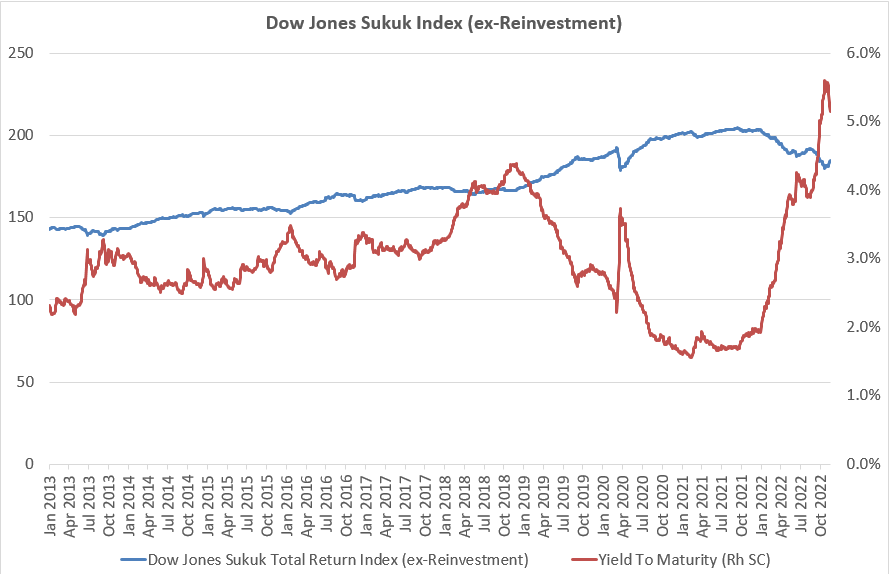 Dow Jones Sukuk Index (ex-Reinvestment)
250
200
150
100
50
0
6.0%
5.0%
4.0%
3.0%
2.0%
1.0%
0.0%
Jan 2013
Apr 2013
Jul 2013
Oct 2013
Jan 2014
Apr 2014
Jul 2014
Oct 2014
Jan 2015
Apr 2015
Jul 2015
Oct 2015
Jan 2016
Apr 2016
Jul 2016
Oct 2016
Jan 2017
Apr 2017
Jul 2017
Oct 2017
Jan 2018
Apr 2018
Jul 2018
Oct 2018
Jan 2019
Apr 2019
Jul 2019
Oct 2019
Jan 2020
Apr 2020
Jul 2020
Oct 2020
Jan 2021
Apr 2021
Jul 2021
Oct 2021
Jan 2022
Apr 2022
Jul 2022
Oct 2022
Dow Jones Sukuk Total Return Index (ex-Reinvestment)
Yield To Maturity (Rh SC)